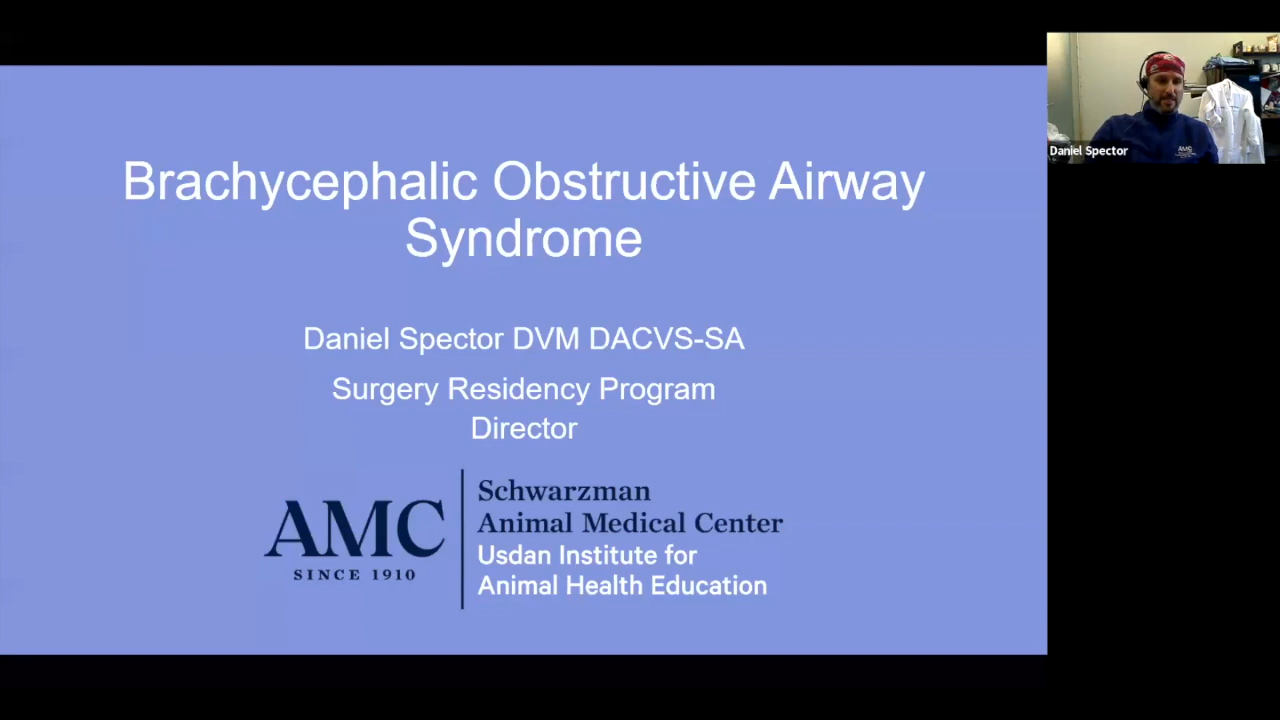 Brachycephalic Obstructive Airway
Syndrome
Daniel Spector DVM DACVS-SA
Surgery Residency Program
Director
AMC
SINCE 1910
Schwarzman
Animal Medical Center
Usdan Institute for
Animal Health Education
Daniel Spector
AMC